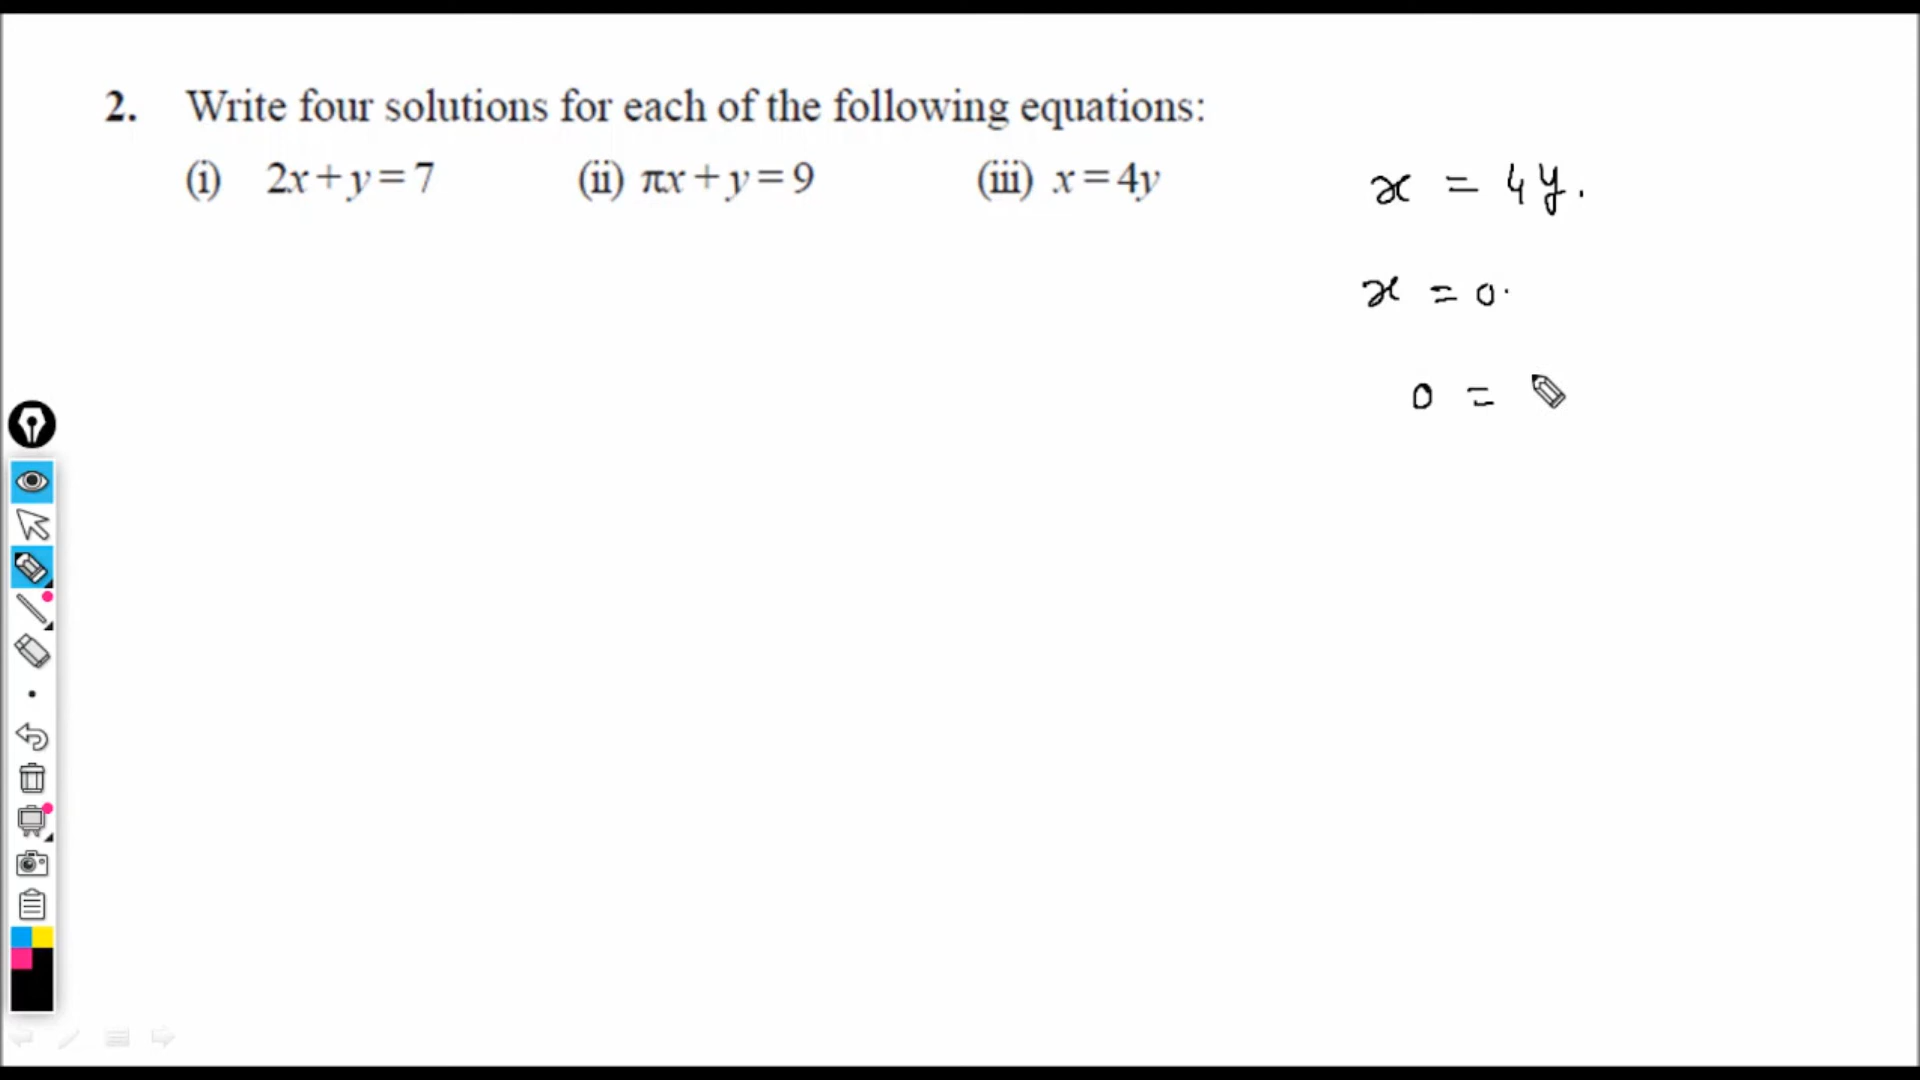 2. Write four solutions for each of the following equations:
(i) 2x + y = 7 (ii) πx + y = 9 (iii) x = 4y
x = 4y.
x = 0.
0 =